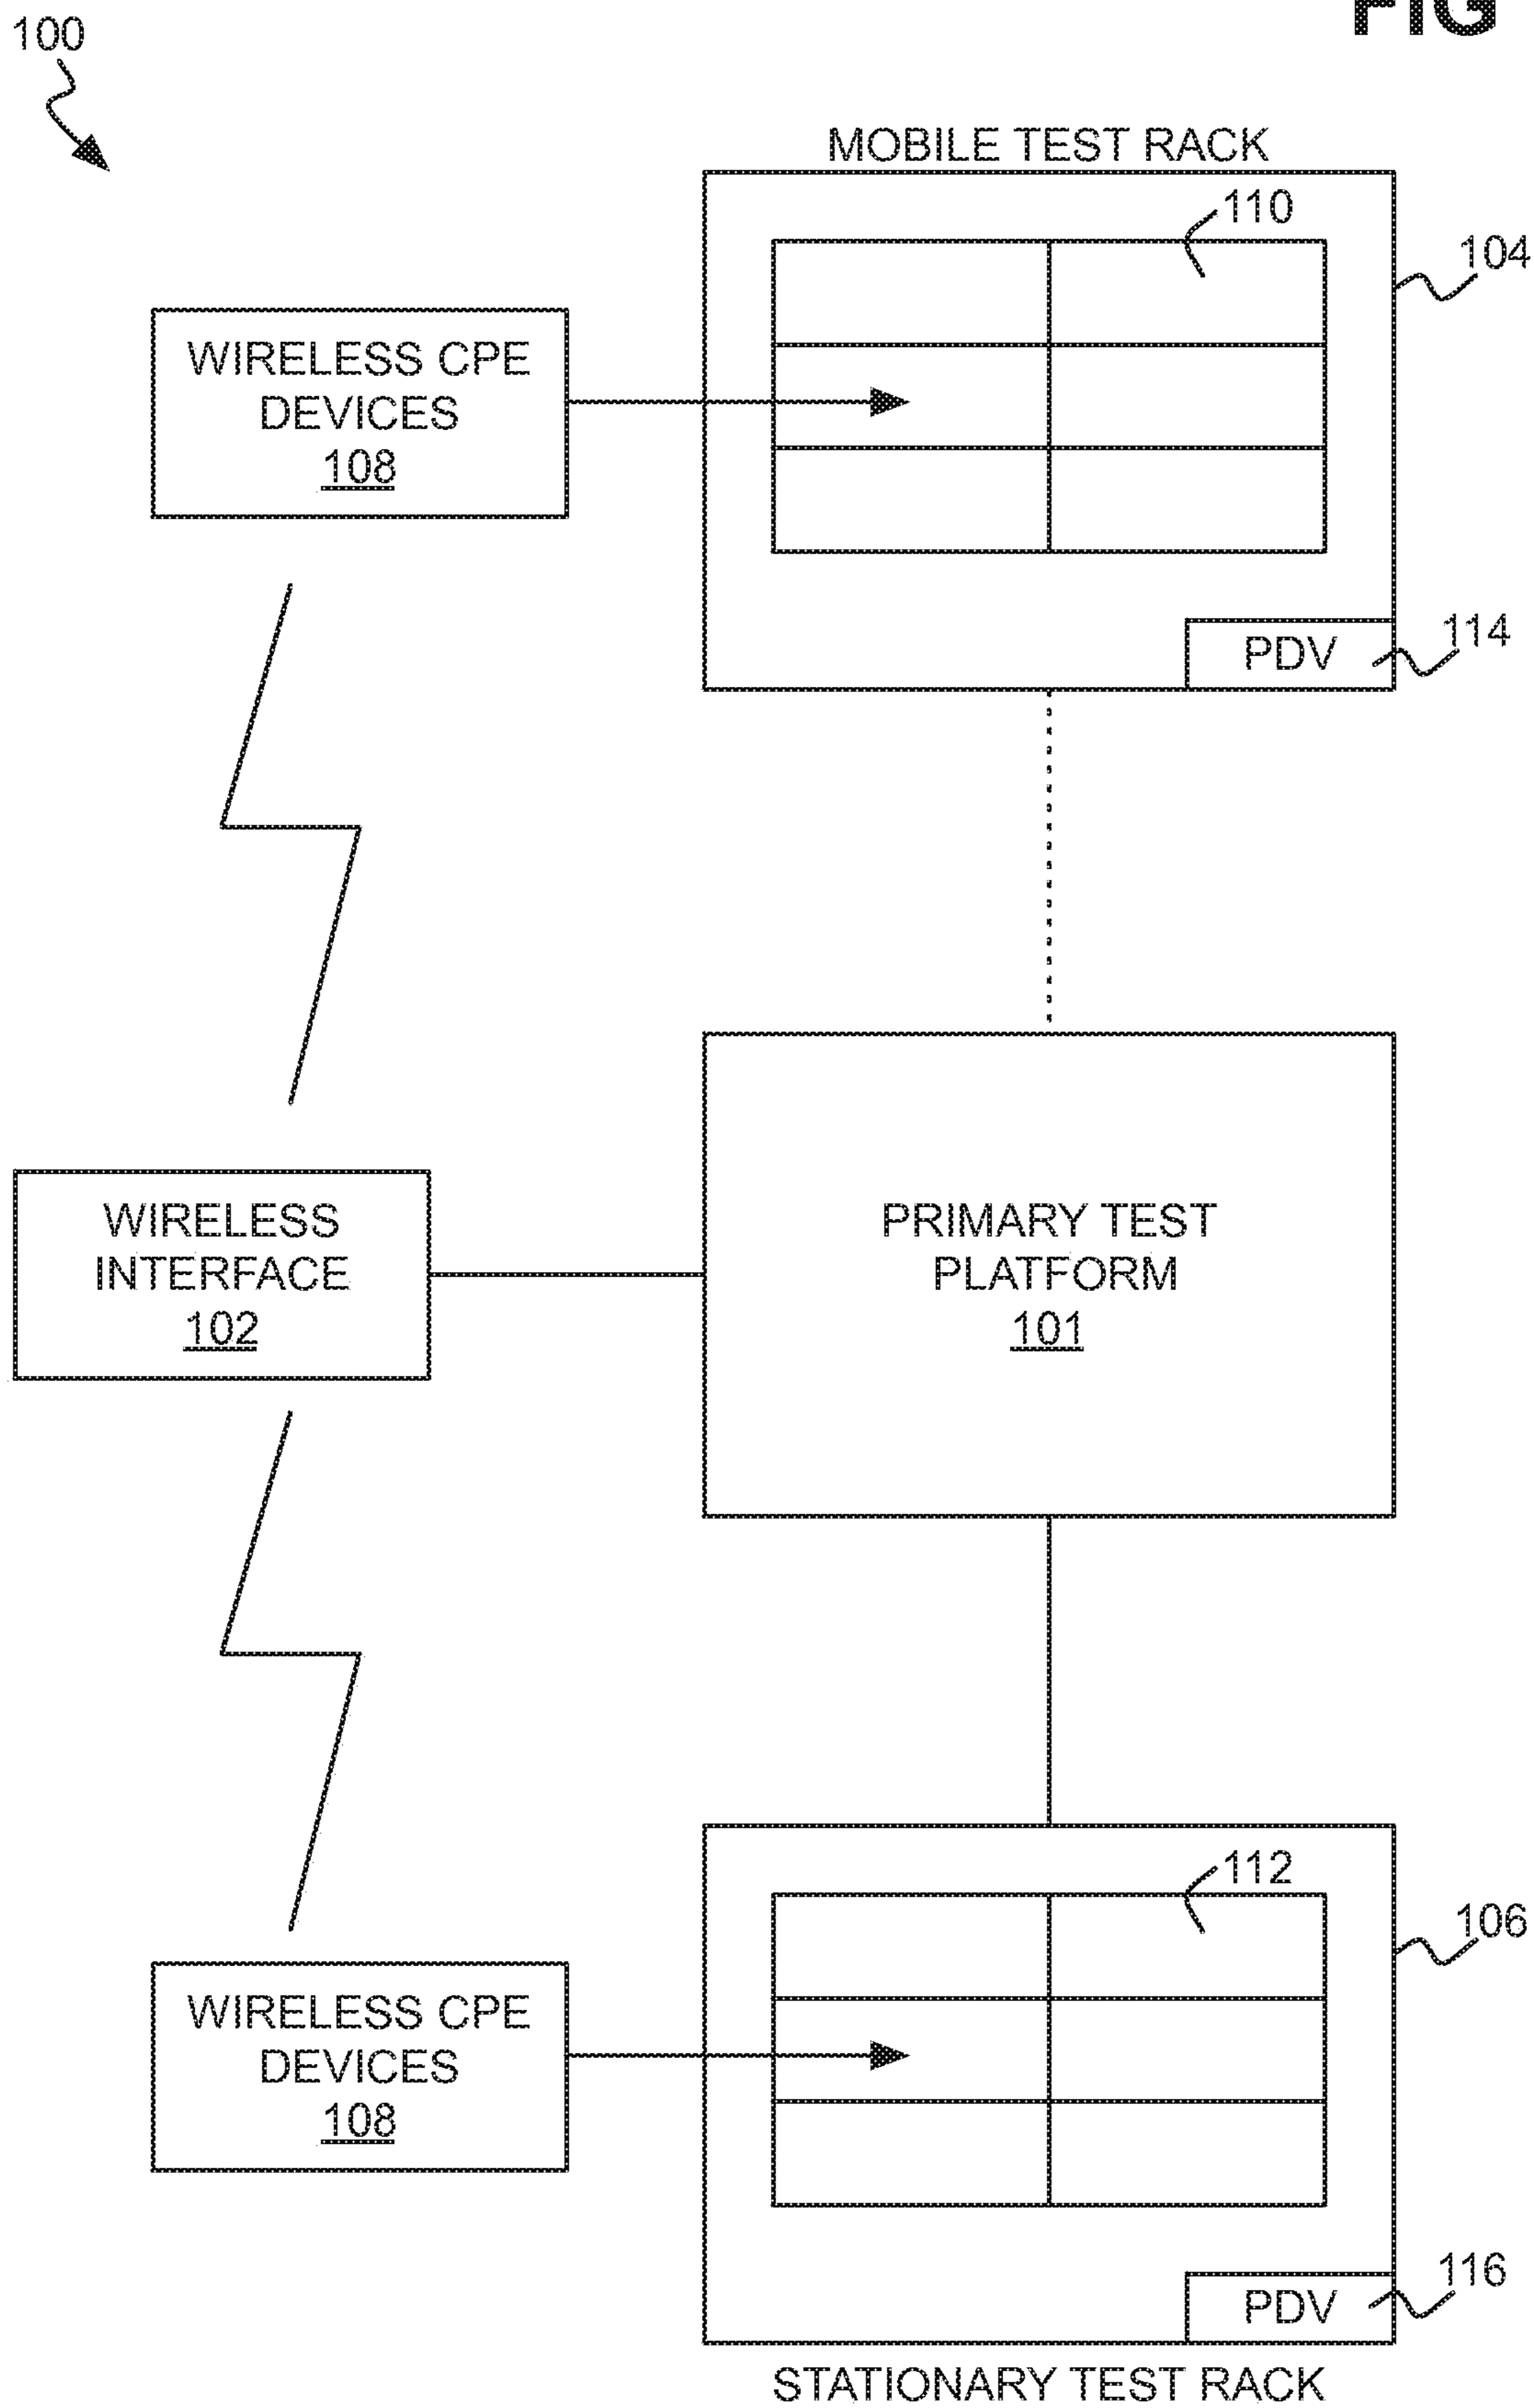 FIG
100
MOBILE TEST RACK
110
104
WIRELESS CPE
DEVICES
108
PDV
114
WIRELESS
INTERFACE
102
PRIMARY TEST
PLATFORM
101
112
106
WIRELESS CPE
DEVICES
108
PDV
116
STATIONARY TEST RACK